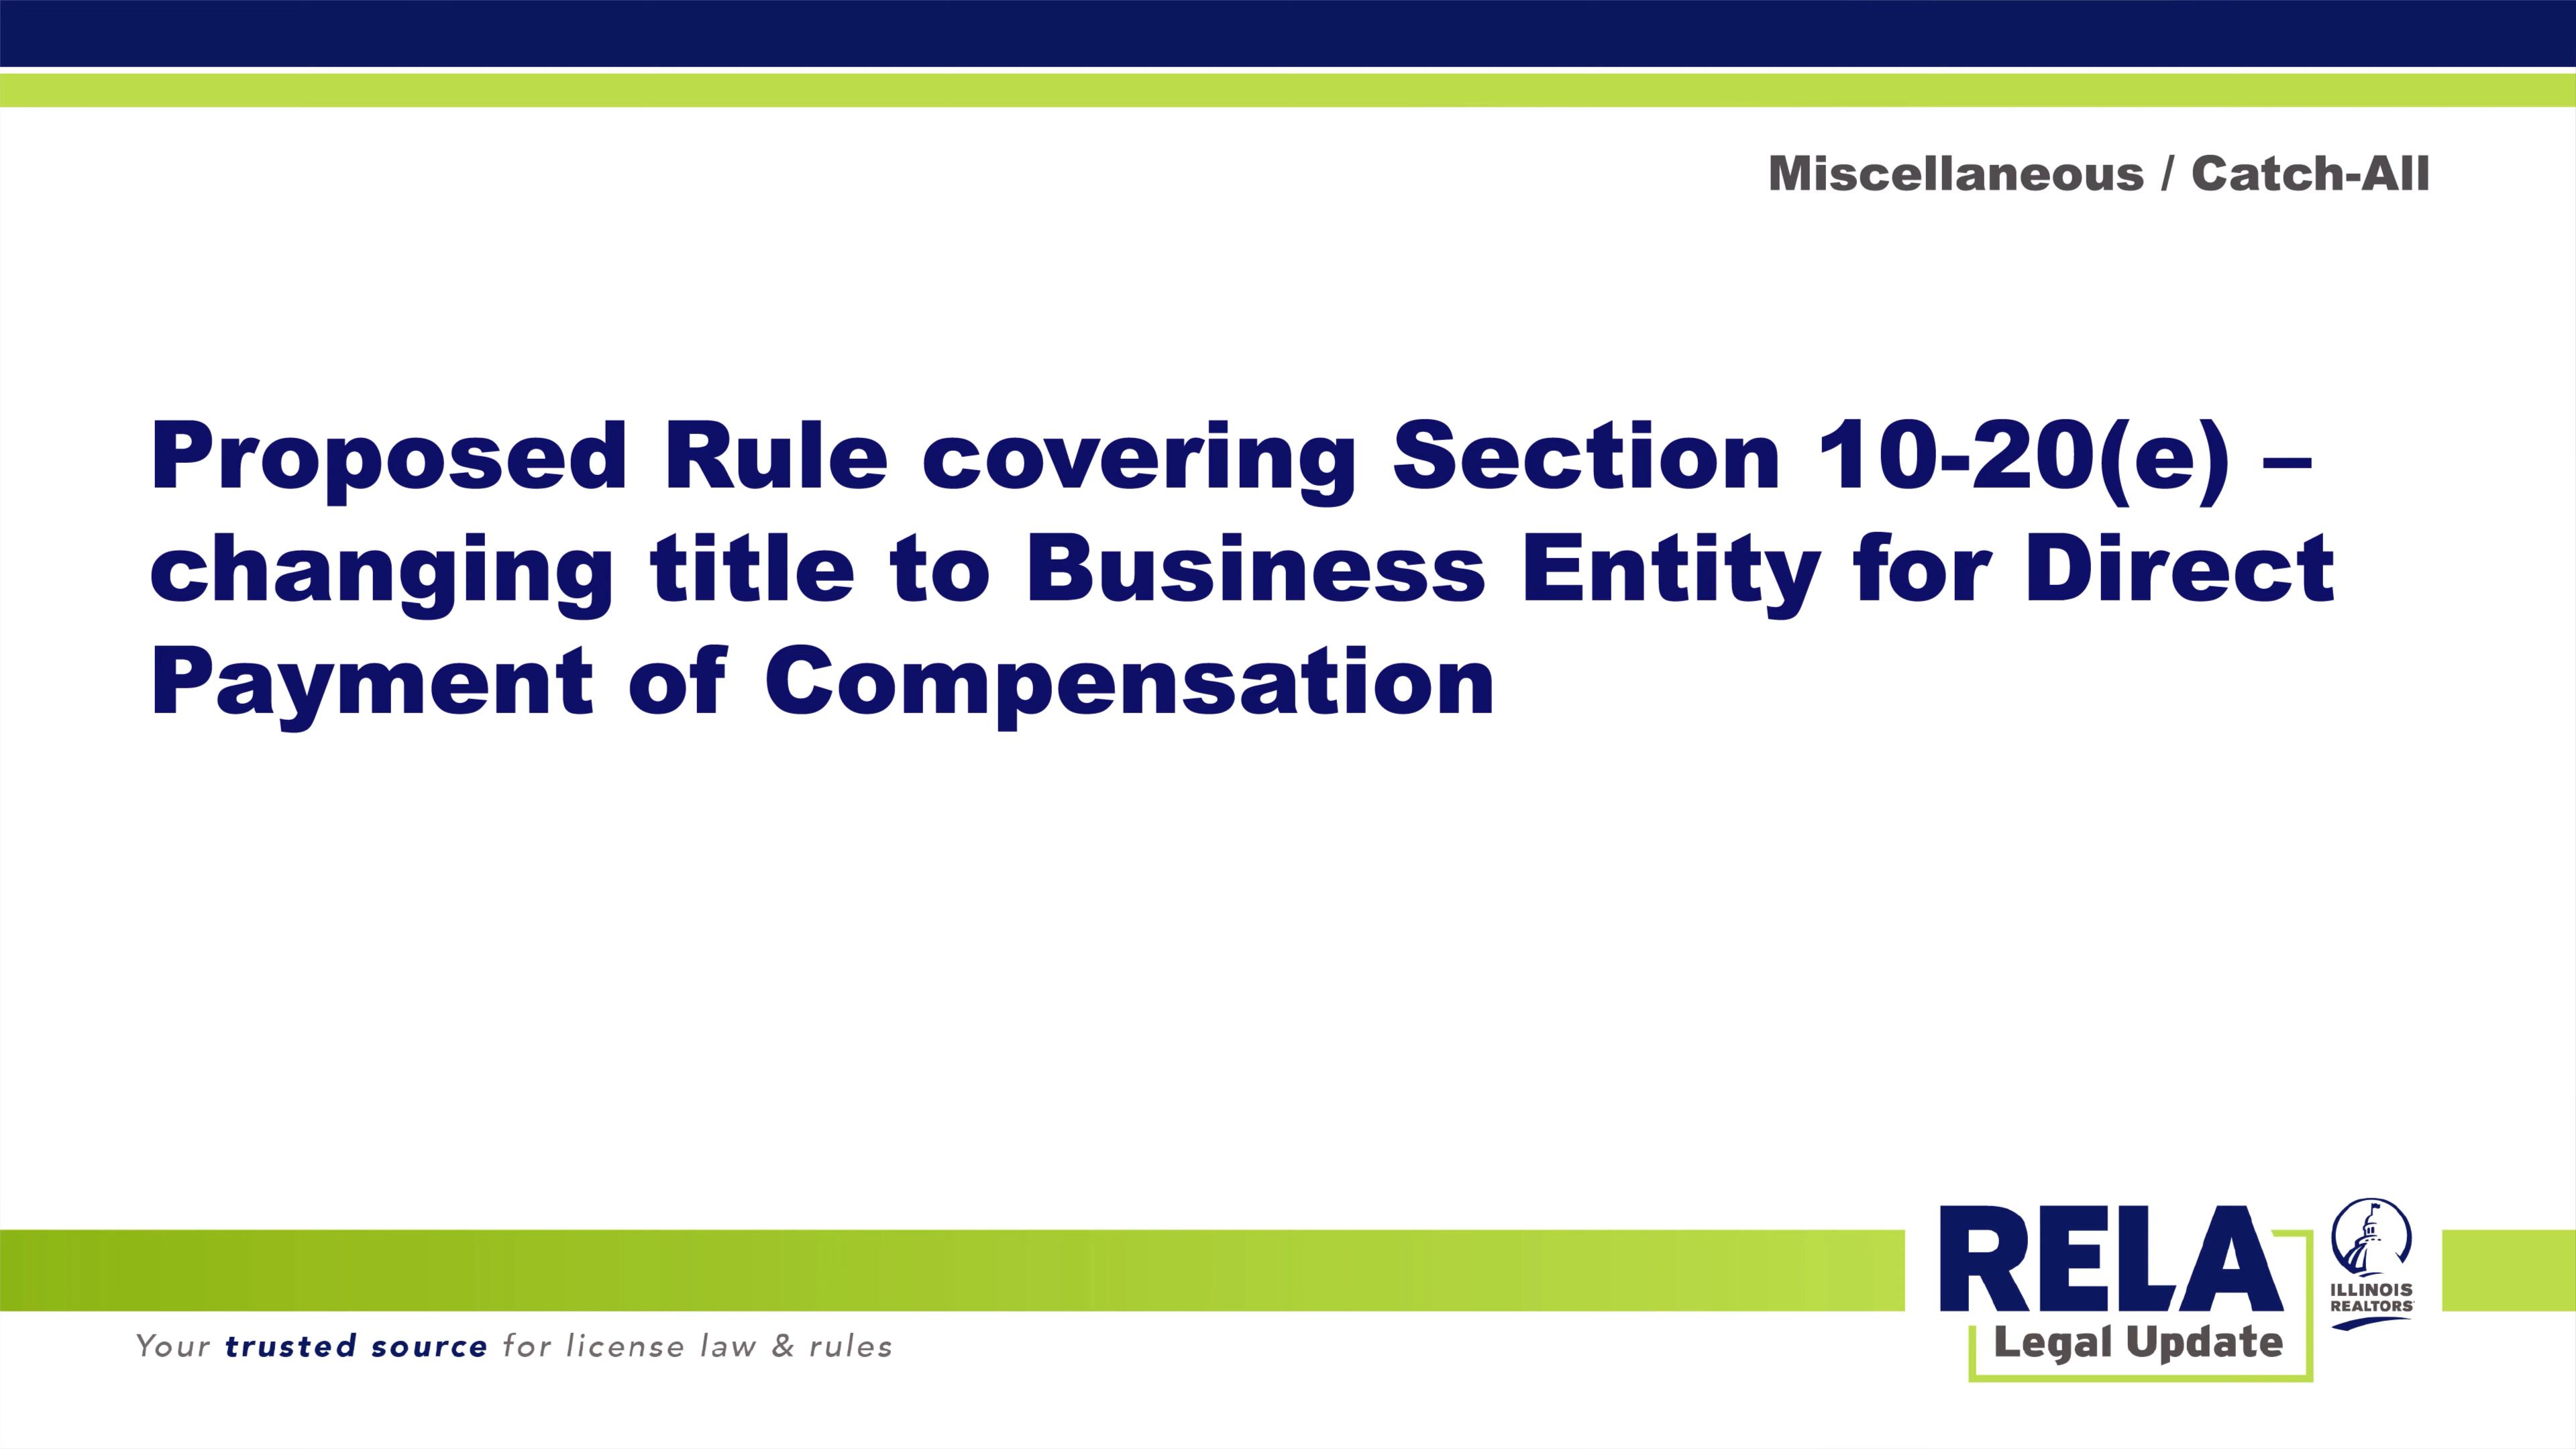 Miscellaneous / Catch-All
Proposed Rule covering Section 10-20(e) –
changing title to Business Entity for Direct
Payment of Compensation
RELA
Legal Update
ILLINOIS
REALTORS
Your trusted source for license law & rules